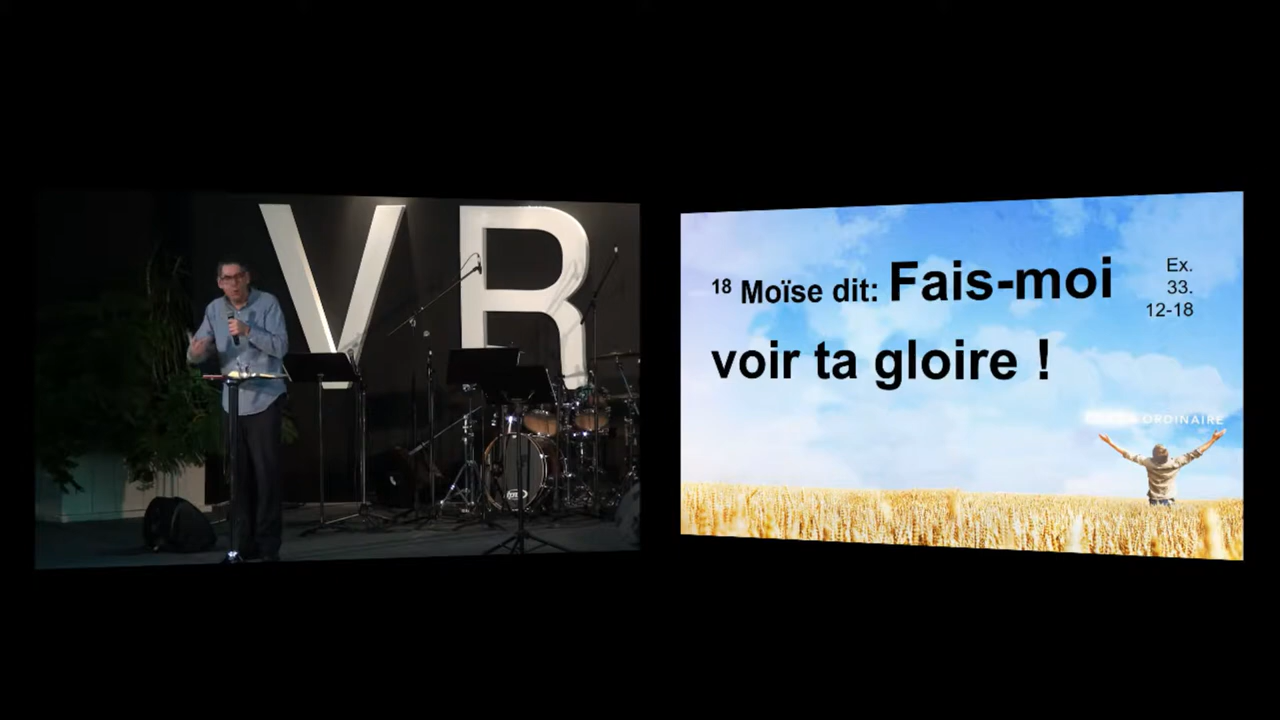 VR
18 Moïse dit: Fais-moi
voir ta gloire !
Ex.
33.
12-18
ORDINAIRE